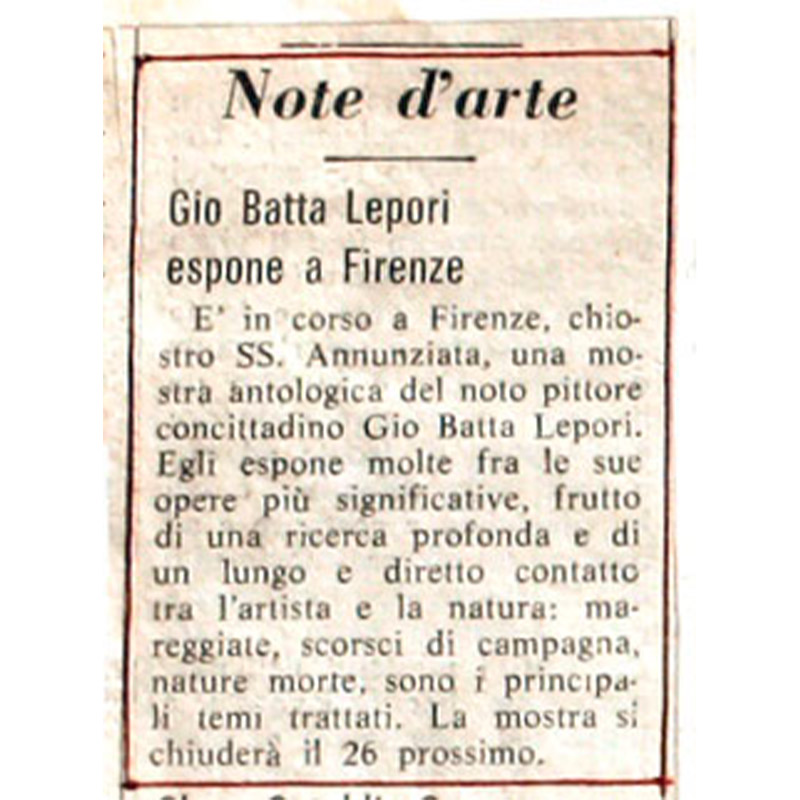 Note d'arte
Gio Batta Lepori
espone a Firenze
E' in corso a Firenze, chio-
stro SS. Annunziata, una mo-
stra antologica del noto pittore
concittadino Gio Batta Lepori.
Egli espone molte fra le sue
opere più significative, frutto
di una ricerca profonda e di
un lungo e diretto contatto
tra l'artista e la natura: ma-
reggiate, scorsci di campagna,
nature morte, sono i principa-
li temi trattati. La mostra si
chiuderà il 26 prossimo.